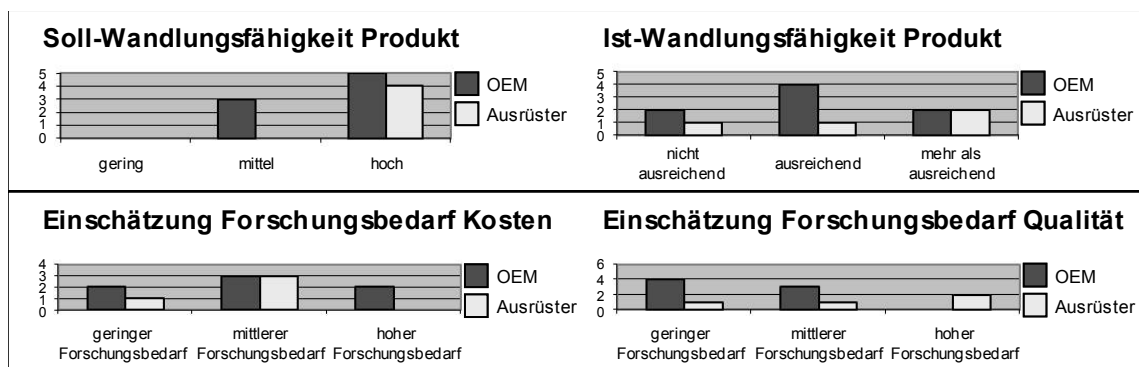 Soll-Wandlungsfähigkeit Produkt
5
4
3
2
1
0
gering
mittel
hoch
OEM
Ausrüster
Ist-Wandlungsfähigkeit Produkt
5
4
3
2
1
0
nicht
ausreichend
ausreichend
mehr als
ausreichend
OEM
Ausrüster
Einschätzung Forschungsbedarf Kosten
4
3
2
1
0
geringer
Forschungsbedarf
mittlerer
Forschungsbedarf
hoher
Forschungsbedarf
OEM
Ausrüster
Einschätzung Forschungsbedarf Qualität
6
4
2
0
geringer
Forschungsbedarf
mittlerer
Forschungsbedarf
hoher
Forschungsbedarf
OEM
Ausrüster